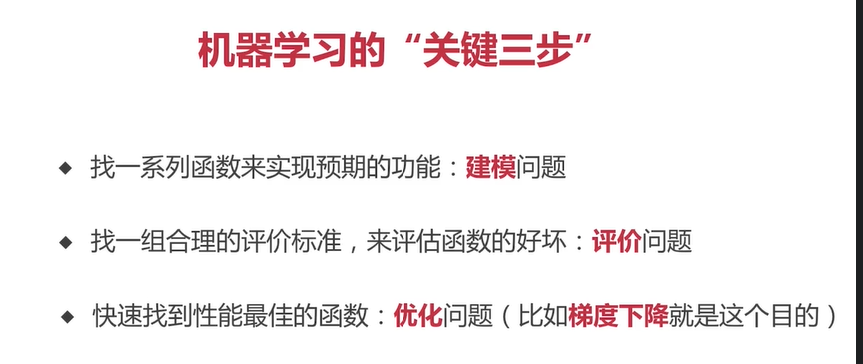 机器学习的“关键三步”
◆ 找一系列函数来实现预期的功能：建模问题
◆ 找一组合理的评价标准，来评估函数的好坏：评价问题
◆ 快速找到性能最佳的函数：优化问题（比如梯度下降就是这个目的）